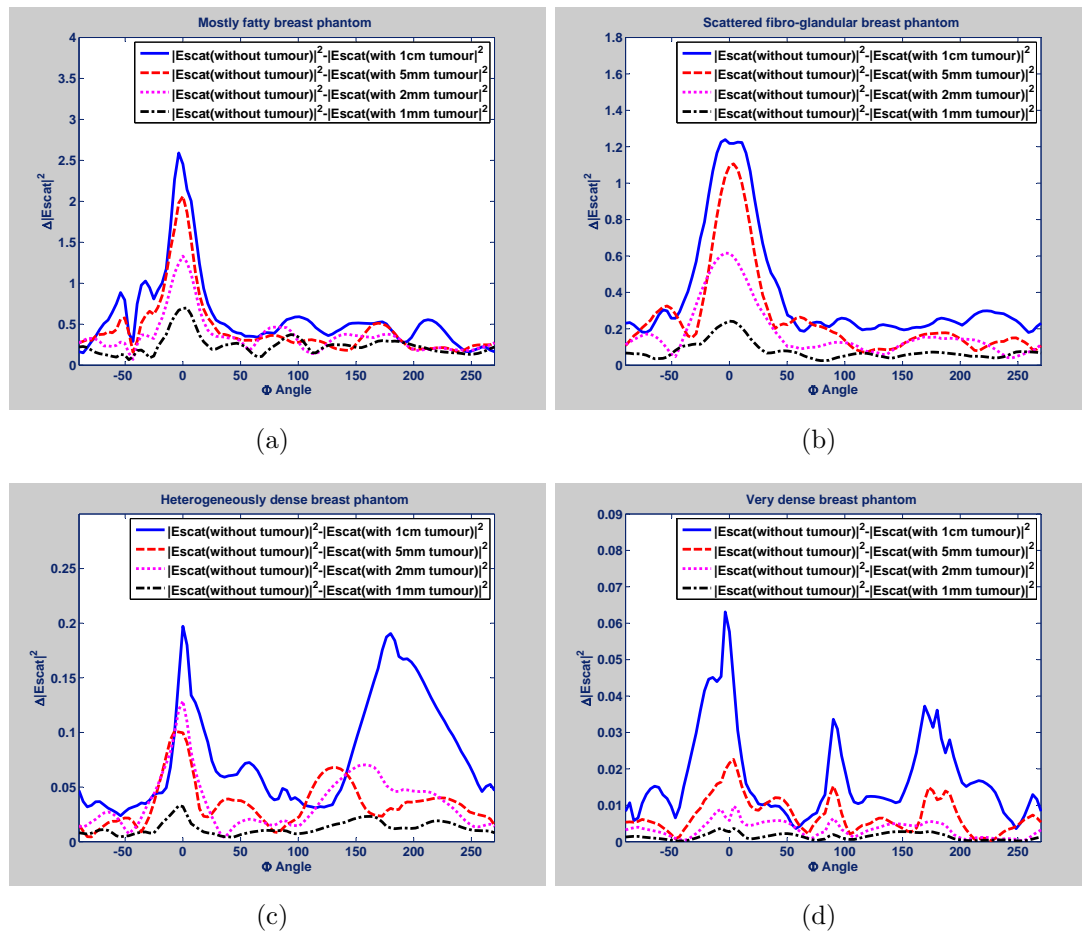 Mostly fatty breast phantom
4
3.5
3
2.5
2
1.5
1
0.5
0
Δ|Escat|²
|Escat(without tumour)|²-|Escat(with 1cm tumour|²
|Escat(without tumour)|²-|Escat(with 5mm tumour|²
|Escat(without tumour)|²-|Escat(with 2mm tumour|²
|Escat(without tumour)|²-|Escat(with 1mm tumour|²
-50 0 50 100 150 200 250
Φ Angle
(a)
Scattered fibro-glandular breast phantom
1.8
1.6
1.4
1.2
1
0.8
0.6
0.4
0.2
0
Δ|Escat|²
|Escat(without tumour)|²-|Escat(with 1cm tumour)|²
|Escat(without tumour)|²-|Escat(with 5mm tumour)|²
|Escat(without tumour)|²-|Escat(with 2mm tumour)|²
|Escat(without tumour)|²-|Escat(with 1mm tumour)|²
-50 0 50 100 150 200 250
Φ Angle
(b)
Heterogeneously dense breast phantom
0.25
0.2
0.15
0.1
0.05
0
Δ|Escat|²
|Escat(without tumour)|²-|Escat(with 1cm tumour)|²
|Escat(without tumour)|²-|Escat(with 5mm tumour)|²
|Escat(without tumour)|²-|Escat(with 2mm tumour)|²
|Escat(without tumour)|²-|Escat(with 1mm tumour)|²
-50 0 50 100 150 200 250
Φ Angle
(c)
Very dense breast phantom
0.09
0.08
0.07
0.06
0.05
0.04
0.03
0.02
0.01
0
Δ|Escat|²
|Escat(without tumour)|²-|Escat(with 1cm tumour)|²
|Escat(without tumour)|²-|Escat(with 5mm tumour)|²
|Escat(without tumour)|²-|Escat(with 2mm tumour)|²
|Escat(without tumour)|²-|Escat(with 1mm tumour)|²
-50 0 50 100 150 200 250
Φ Angle
(d)